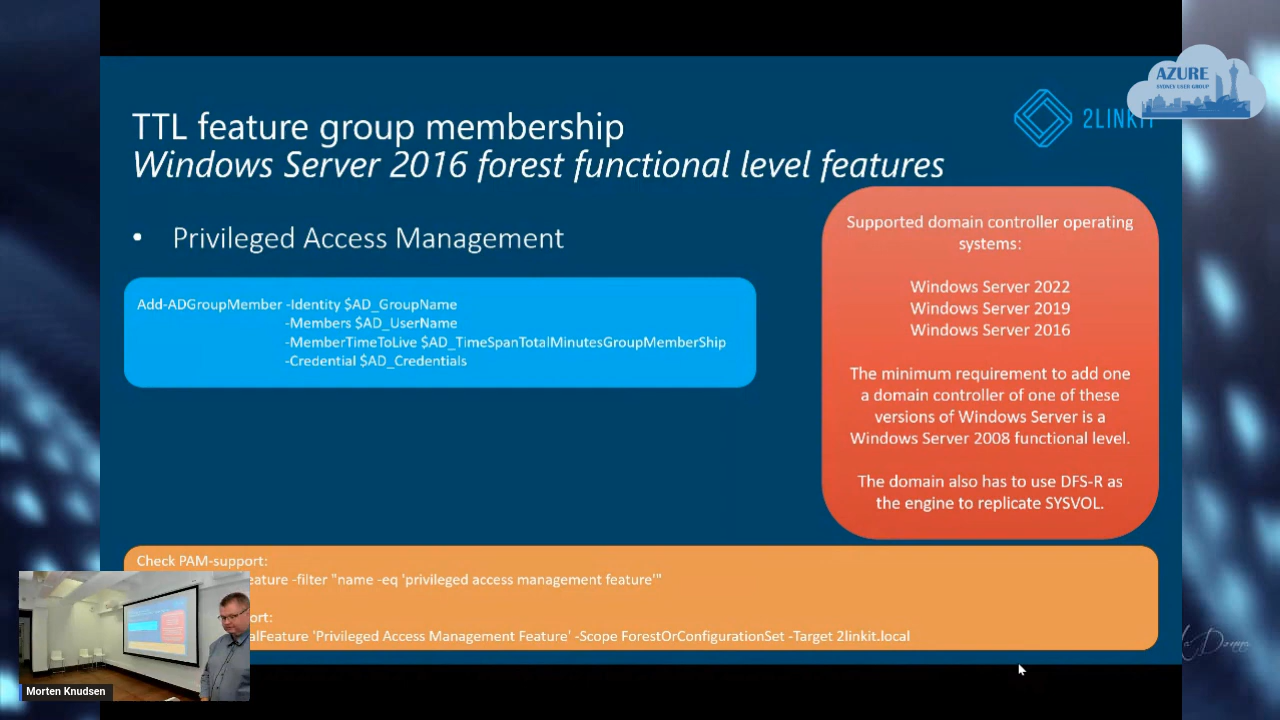 AZURE
SYDNEY USER GROUP
2LINKIT
TTL feature group membership
Windows Server 2016 forest functional level features
• Privileged Access Management
Add-ADGroupMember -Identity $AD_GroupName
-Members $AD_UserName
-MemberTimeToLive $AD_TimeSpanTotalMinutesGroupMemberShip
-Credential $AD_Credentials
Supported domain controller operating
systems:
Windows Server 2022
Windows Server 2019
Windows Server 2016
The minimum requirement to add one
a domain controller of one of these
versions of Windows Server is a
Windows Server 2008 functional level.
The domain also has to use DFS-R as
the engine to replicate SYSVOL.
Check PAM-support:
eature -filter "name -eq 'privileged access management feature'"
ort:
alFeature 'Privileged Access Management Feature' -Scope ForestOrConfigurationSet -Target 2linkit.local
Morten Knudsen